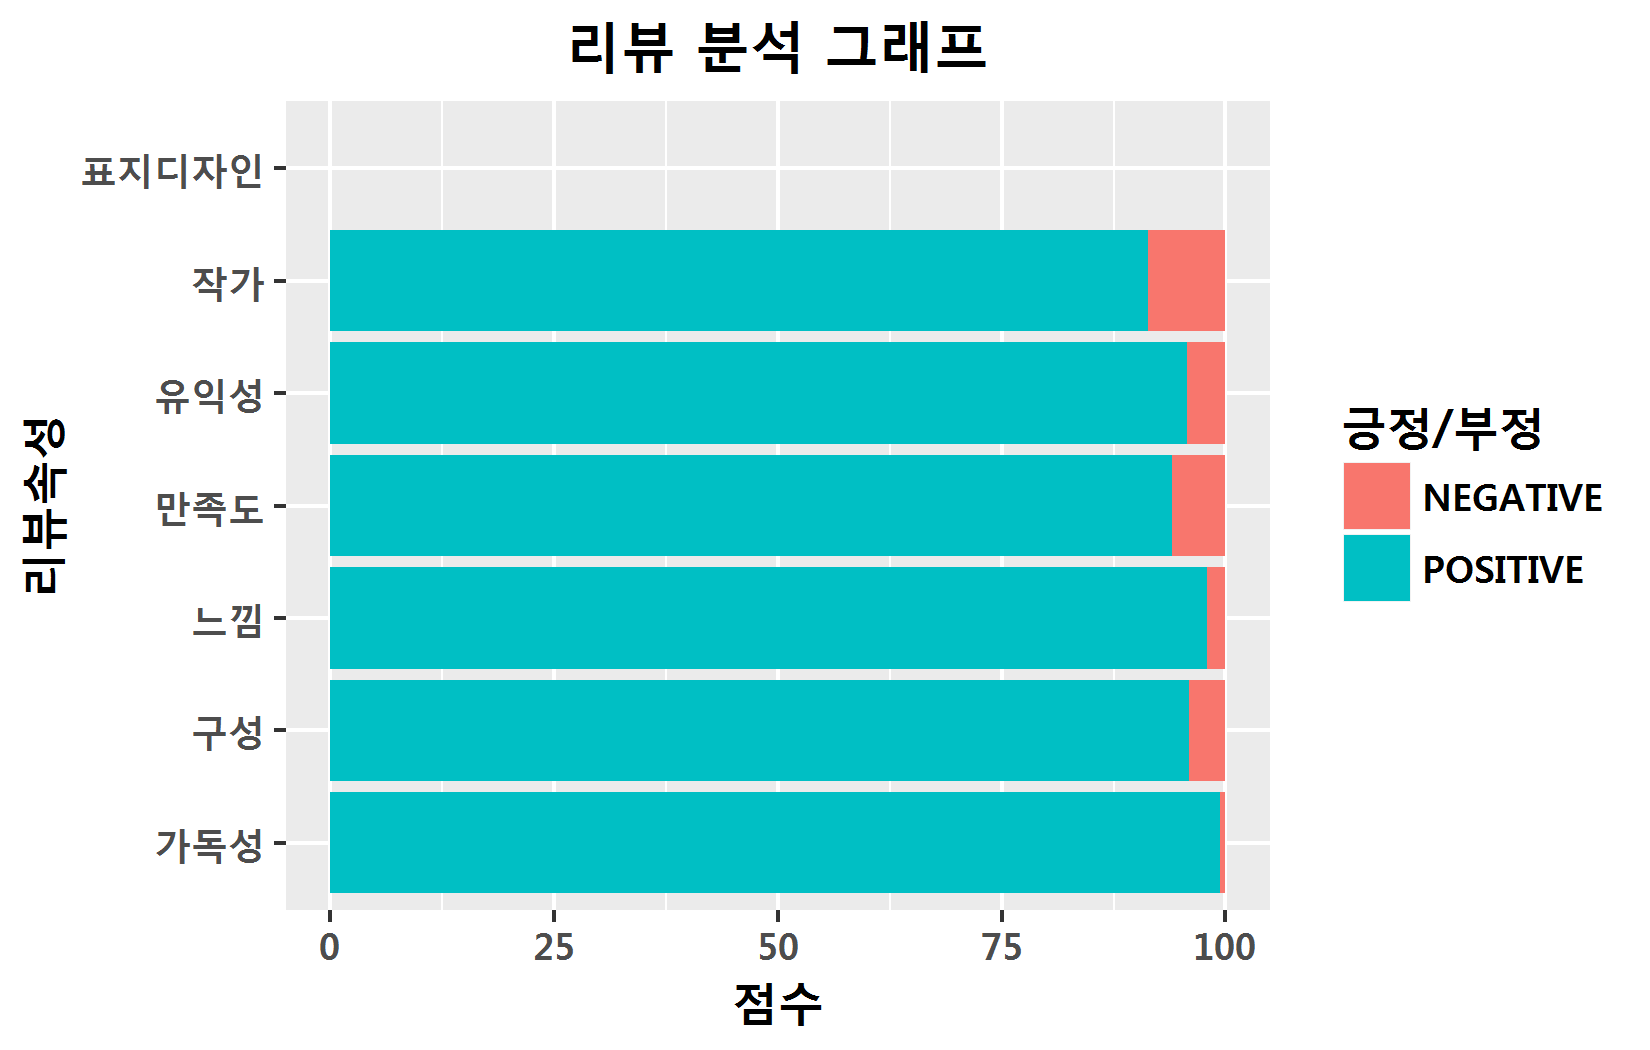 리뷰 분석 그래프
표지디자인
작가
유익성
만족도
느낌
구성
가독성
리뷰속성
0 25 50 75 100
점수
긍정/부정
NEGATIVE
POSITIVE